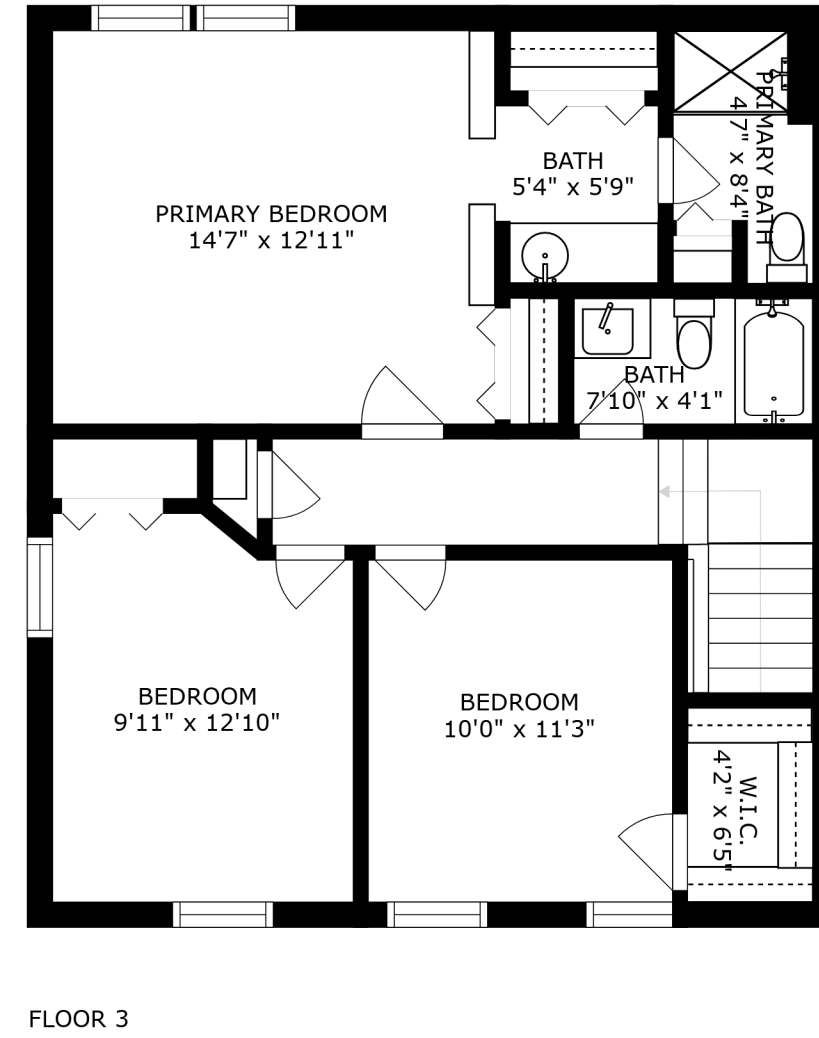 BATH
5'4" x 5'9"
PRIMARY BATH
4'7" x 8'4"
PRIMARY BEDROOM
14'7" x 12'11"
BATH
7'10" x 4'1"
BEDROOM
9'11" x 12'10"
BEDROOM
10'0" x 11'3"
W.I.C.
4'2" x 6'5"
FLOOR 3